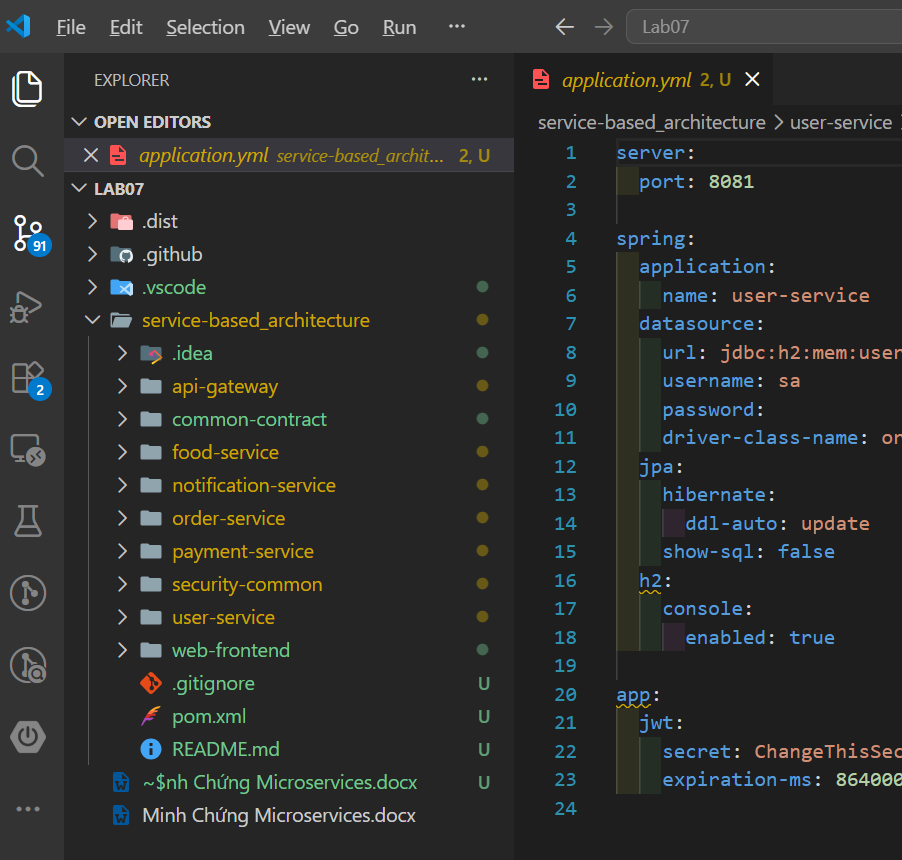 File Edit Selection View Go Run ··· Lab07
EXPLORER ···
OPEN EDITORS
application.yml service-based_archit... 2, U
LAB07
.dist
.github
.vscode
service-based_architecture
.idea
api-gateway
common-contract
food-service
notification-service
order-service
payment-service
security-common
user-service
web-frontend
.gitignore U
pom.xml U
README.md U
~$nh Chứng Microservices.docx U
Minh Chứng Microservices.docx
91
2
···
application.yml 2, U
service-based_architecture > user-service
1 server:
2 port: 8081
3
4 spring:
5 application:
6 name: user-service
7 datasource:
8 url: jdbc:h2:mem:user
9 username: sa
10 password:
11 driver-class-name: or
12 jpa:
13 hibernate:
14 ddl-auto: update
15 show-sql: false
16 h2:
17 console:
18 enabled: true
19
20 app:
21 jwt:
22 secret: ChangeThisSec
23 expiration-ms: 864000
24